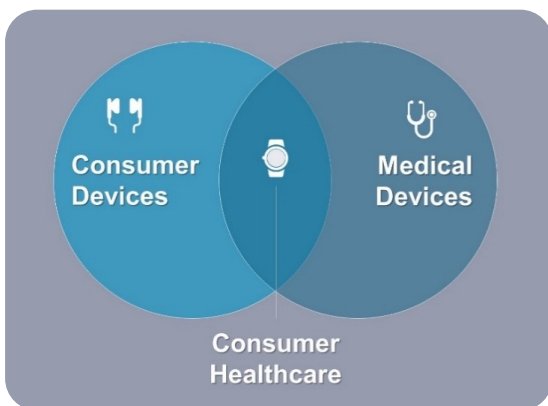 Consumer
Devices
Medical
Devices
Consumer
Healthcare